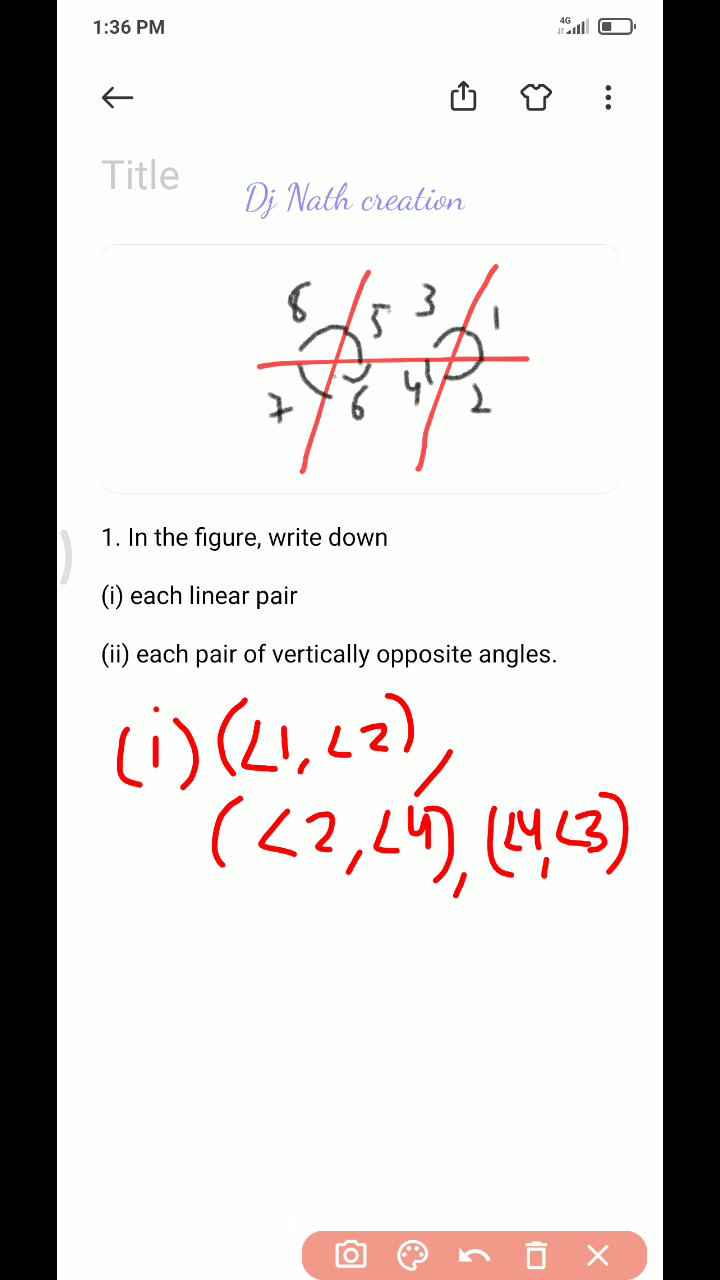 1:36 PM
4G
Title
Dj Nath creation
8 5 3 1
7 6 4 2
1. In the figure, write down
(i) each linear pair
(ii) each pair of vertically opposite angles.
(i) (∠1, ∠2),
(∠2, ∠4), (∠4, ∠3)